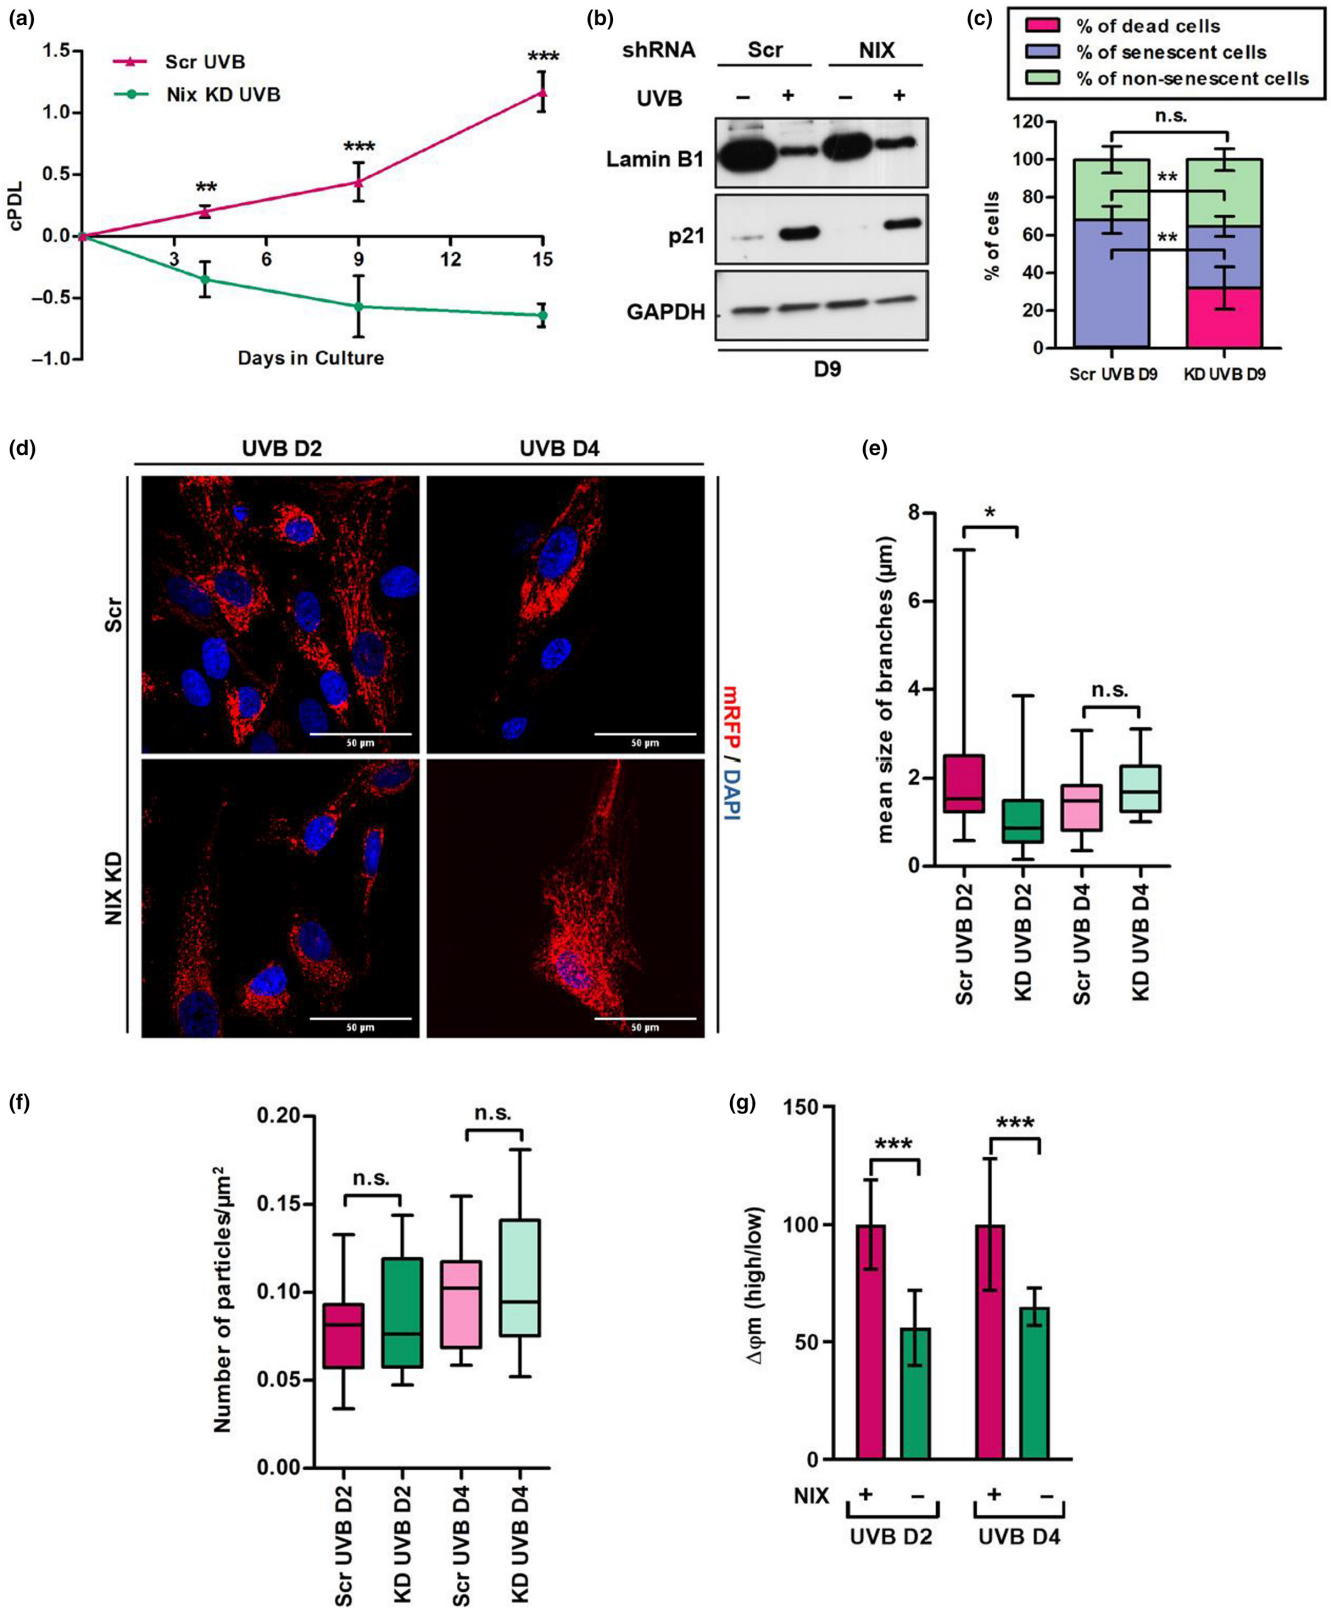 (a)
1.5
1.0
0.5
0.0
–0.5
–1.0
cPDL
Scr UVB
Nix KD UVB
**
***
***
3 6 9 12 15
Days in Culture
(b)
shRNA Scr NIX
UVB – + – +
Lamin B1
p21
GAPDH
D9
(c)
% of dead cells
% of senescent cells
% of non-senescent cells
n.s.
**
**
120
100
80
60
40
20
0
% of cells
Scr UVB D9 KD UVB D9
(d)
UVB D2 UVB D4
Scr
NIX KD
50 µm
50 µm
50 µm
50 µm
mRFP / DAPI
(e)
8
6
4
2
0
mean size of branches (µm)
*
n.s.
Scr UVB D2
KD UVB D2
Scr UVB D4
KD UVB D4
(f)
0.20
0.15
0.10
0.05
0.00
Number of particles/µm²
n.s.
n.s.
Scr UVB D2
KD UVB D2
Scr UVB D4
KD UVB D4
(g)
150
100
50
0
Δφm (high/low)
***
***
NIX + – + –
UVB D2 UVB D4